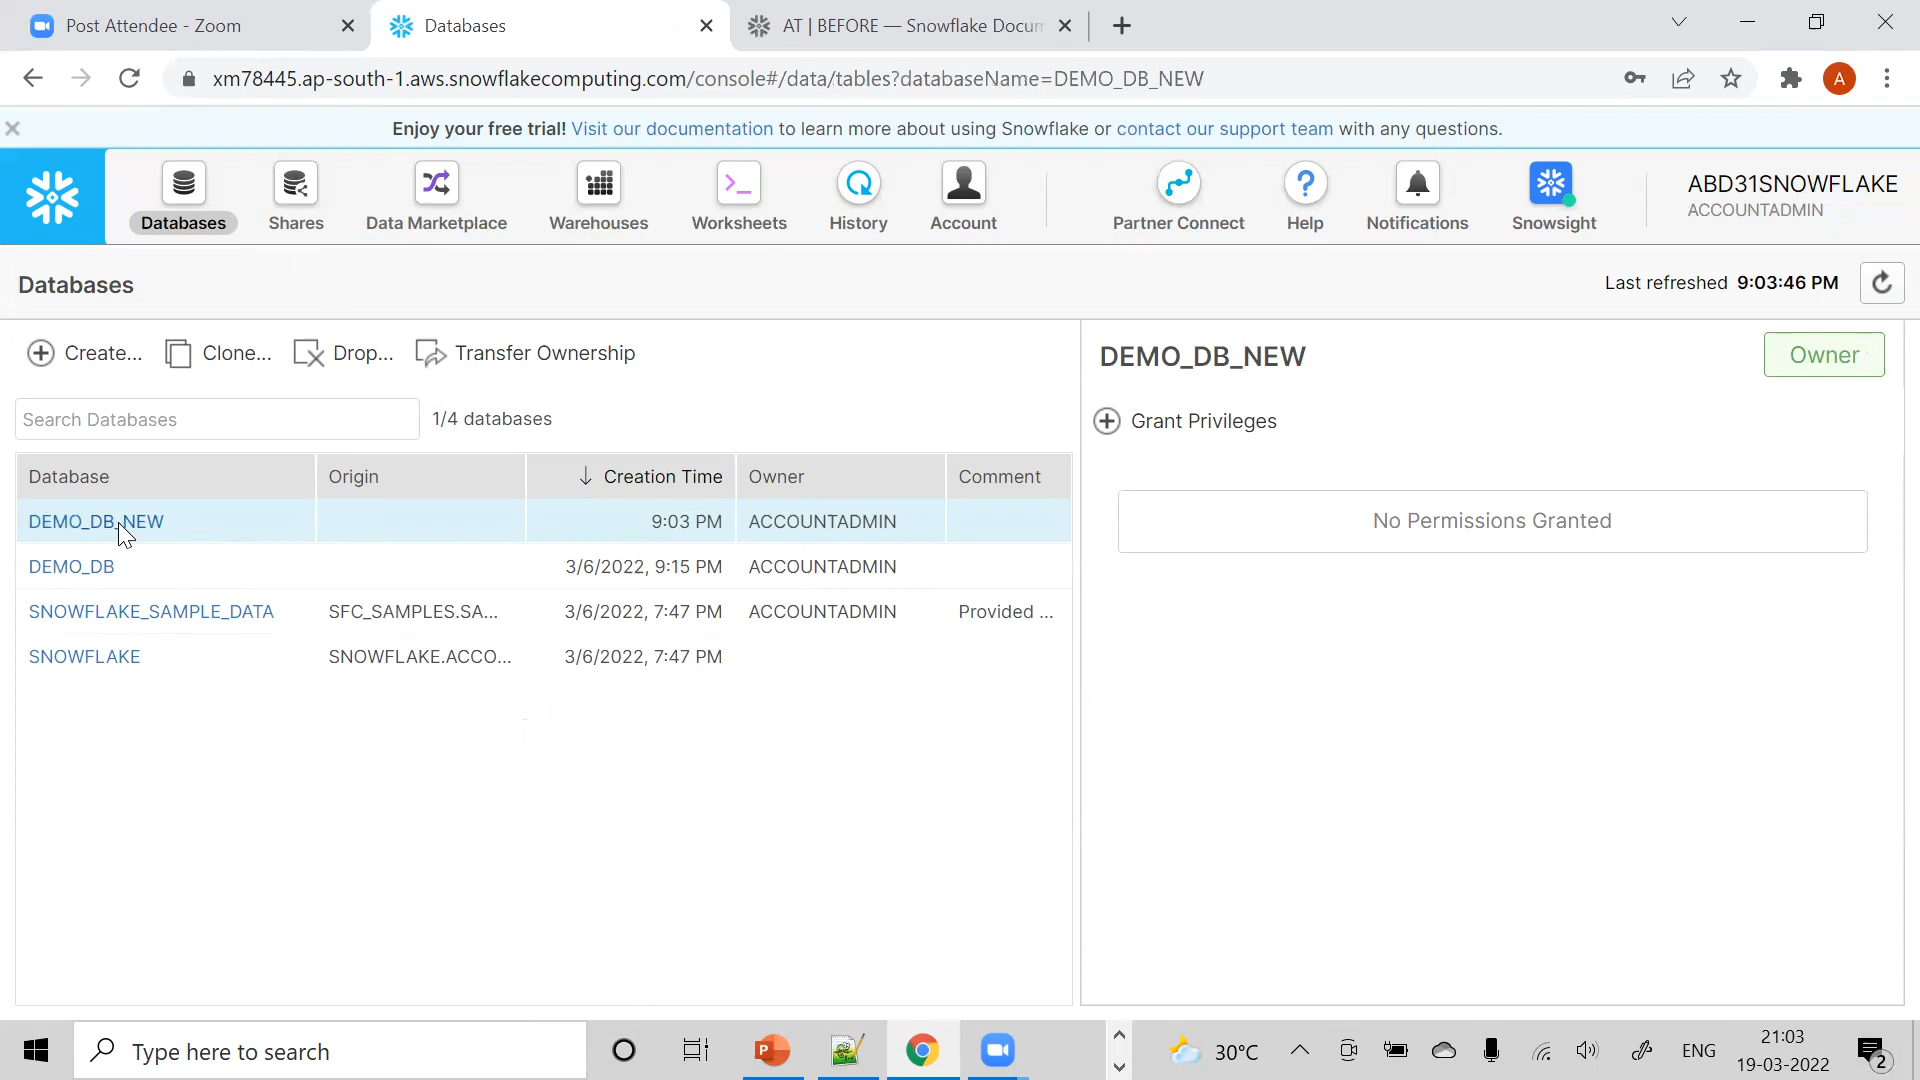 Post Attendee - Zoom
Databases
AT | BEFORE — Snowflake Docum
xm78445.ap-south-1.aws.snowflakecomputing.com/console#/data/tables?databaseName=DEMO_DB_NEW
A
Enjoy your free trial! Visit our documentation to learn more about using Snowflake or contact our support team with any questions.
Databases
Shares
Data Marketplace
Warehouses
Worksheets
History
Account
Partner Connect
Help
Notifications
Snowsight
ABD31SNOWFLAKE
ACCOUNTADMIN
Databases
Last refreshed 9:03:46 PM
Create... Clone... Drop... Transfer Ownership
Search Databases 1/4 databases
Database Origin Creation Time Owner Comment
DEMO_DB_NEW 9:03 PM ACCOUNTADMIN
DEMO_DB 3/6/2022, 9:15 PM ACCOUNTADMIN
SNOWFLAKE_SAMPLE_DATA SFC_SAMPLES.SA... 3/6/2022, 7:47 PM ACCOUNTADMIN Provided ...
SNOWFLAKE SNOWFLAKE.ACCO... 3/6/2022, 7:47 PM
DEMO_DB_NEW
Owner
Grant Privileges
No Permissions Granted
Type here to search
30°C
ENG
21:03
19-03-2022
2